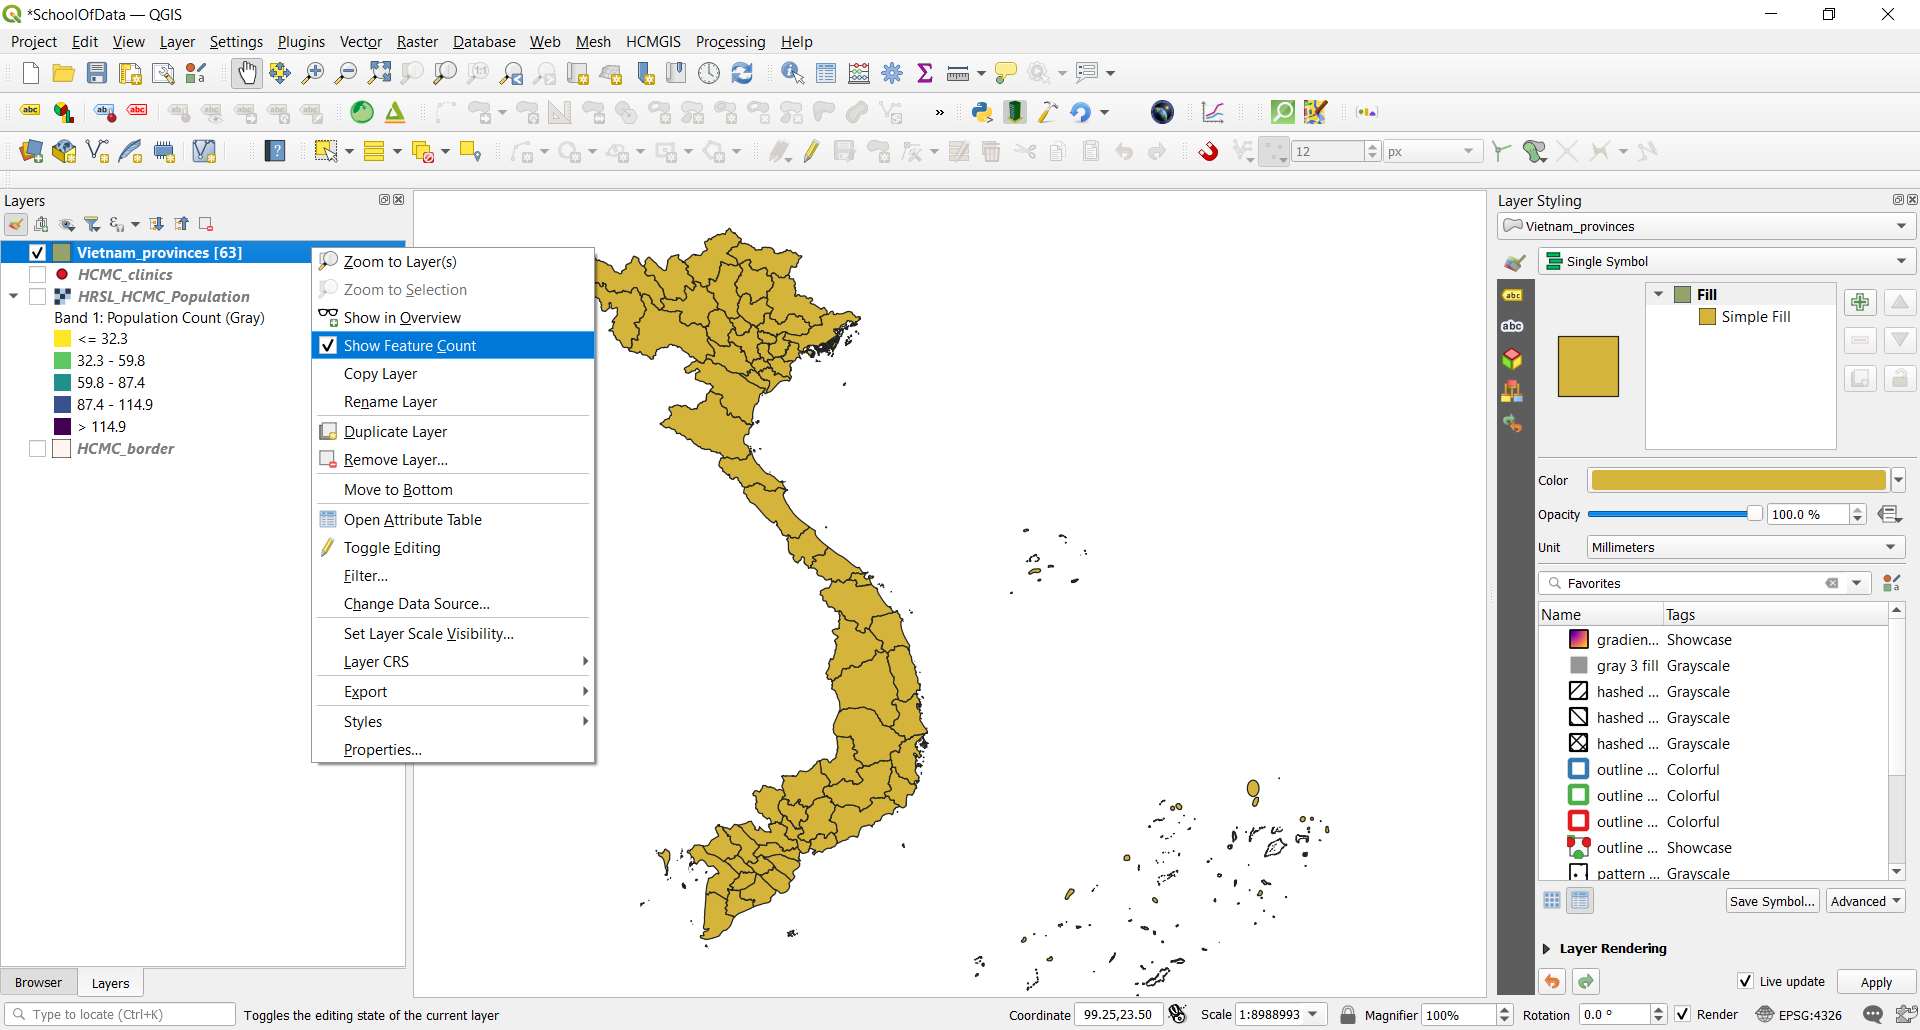 *SchoolOfData — QGIS
Project Edit View Layer Settings Plugins Vector Raster Database Web Mesh HCMGIS Processing Help
12 px
Layers
Vietnam_provinces [63]
HCMC_clinics
HRSL_HCMC_Population
Band 1: Population Count (Gray)
<= 32.3
32.3 - 59.8
59.8 - 87.4
87.4 - 114.9
> 114.9
HCMC_border
Zoom to Layer(s)
Zoom to Selection
Show in Overview
Show Feature Count
Copy Layer
Rename Layer
Duplicate Layer
Remove Layer...
Move to Bottom
Open Attribute Table
Toggle Editing
Filter...
Change Data Source...
Set Layer Scale Visibility...
Layer CRS
Export
Styles
Properties...
Layer Styling
Vietnam_provinces
Single Symbol
Fill
Simple Fill
Color
Opacity 100.0 %
Unit Millimeters
Favorites
Name Tags
gradien... Showcase
gray 3 fill Grayscale
hashed ... Grayscale
hashed ... Grayscale
hashed ... Grayscale
outline ... Colorful
outline ... Colorful
outline ... Colorful
outline ... Showcase
pattern ... Grayscale
Save Symbol... Advanced
Layer Rendering
Live update Apply
Browser Layers
Type to locate (Ctrl+K) Toggles the editing state of the current layer Coordinate 99.25,23.50 Scale 1:8988993 Magnifier 100% Rotation 0.0 ° Render EPSG:4326